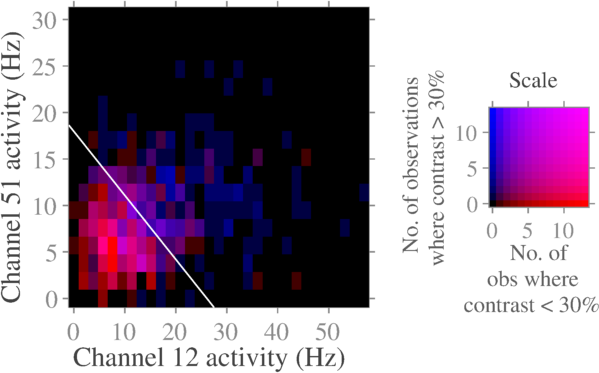 30
25
20
15
10
5
0
Channel 51 activity (Hz)
0 10 20 30 40 50
Channel 12 activity (Hz)
No. of observations
where contrast > 30%
Scale
10
5
0
0 5 10
No. of
obs where
contrast < 30%